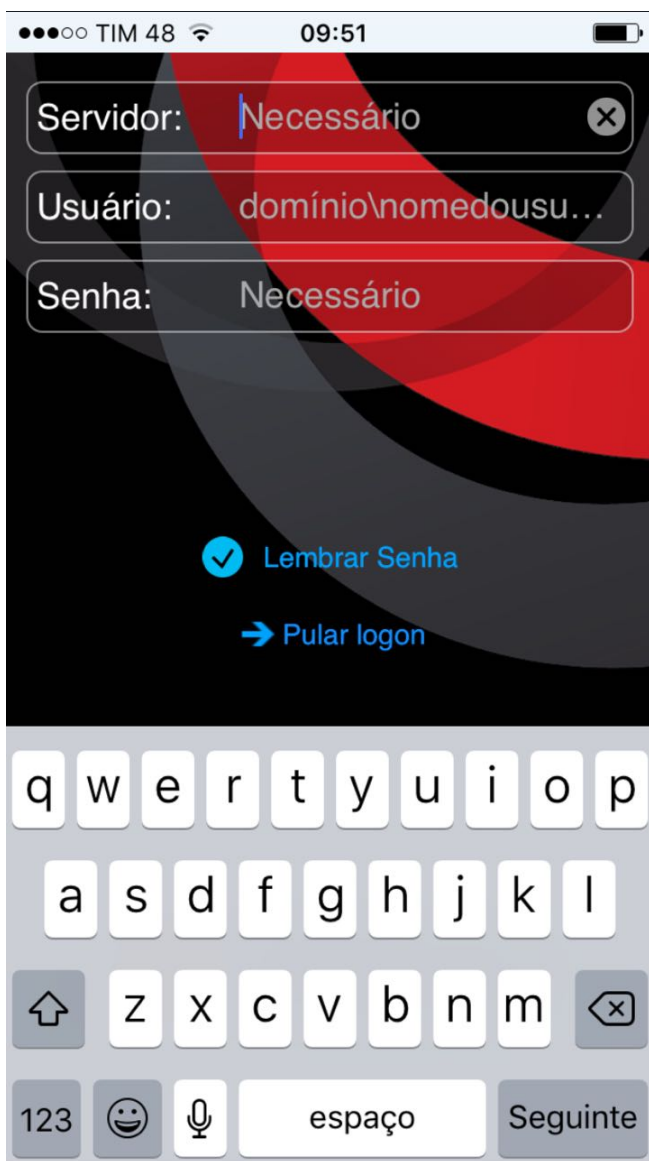 TIM 48 09:51
Servidor: Necessário
Usuário: domínio\nomedousu...
Senha: Necessário
Lembrar Senha
Pular logon
q w e r t y u i o p
a s d f g h j k l
z x c v b n m
123 espaço Seguinte